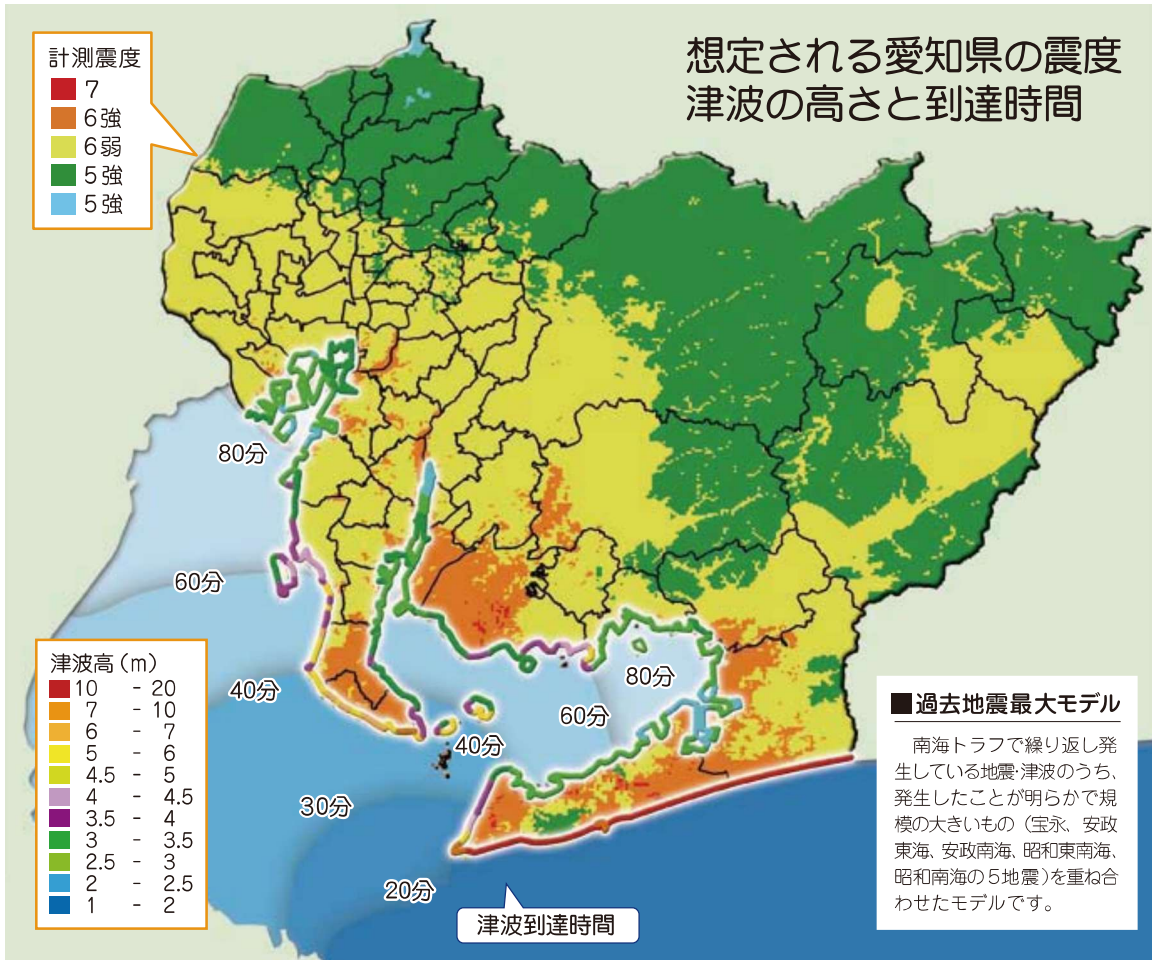 想定される愛知県の震度
津波の高さと到達時間
計測震度
7
6強
6弱
5強
5強
80分
60分
40分
30分
20分
40分
60分
80分
津波到達時間
津波高(m)
10 - 20
7 - 10
6 - 7
5 - 6
4.5 - 5
4 - 4.5
3.5 - 4
3 - 3.5
2.5 - 3
2 - 2.5
1 - 2
■過去地震最大モデル
南海トラフで繰り返し発
生している地震・津波のうち、
発生したことが明らかで規
模の大きいもの（宝永、安政
東海、安政南海、昭和東南海、
昭和南海の5地震）を重ね合
わせたモデルです。